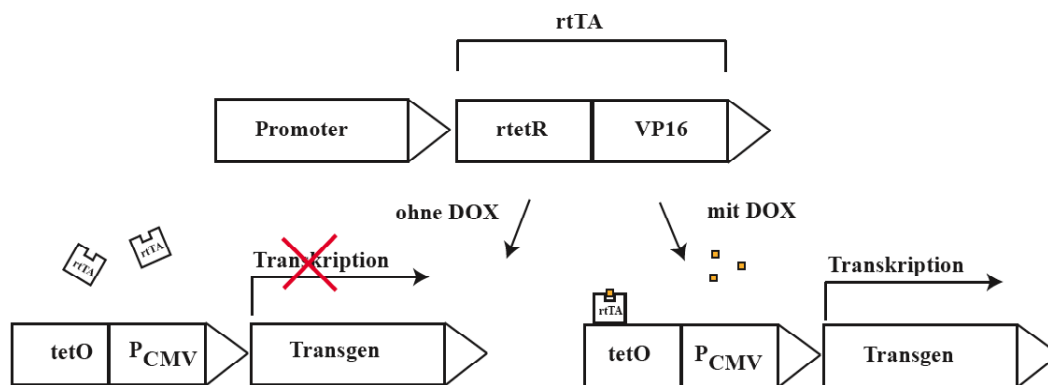 rtTA
Promoter
rtetR
VP16
ohne DOX
mit DOX
rtTA
rtTA
Transkription
Transkription
rtTA
tetO
PCMV
Transgen
tetO
PCMV
Transgen